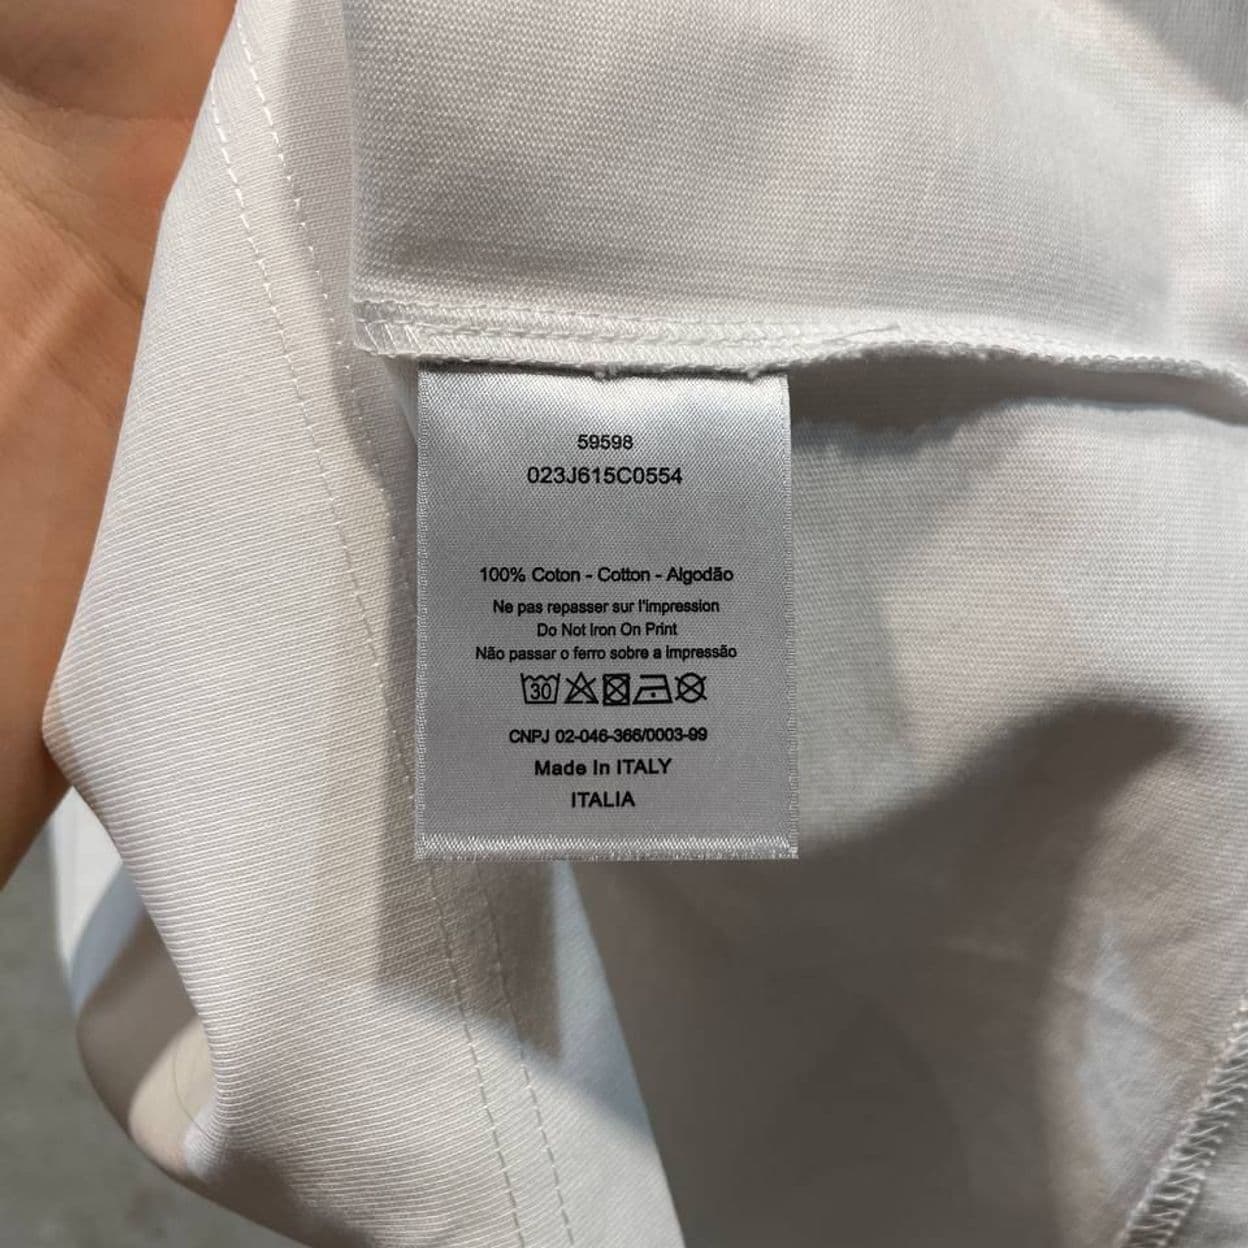 59598
023J615C0554
100% Coton - Cotton - Algodão
Ne pas repasser sur l'impression
Do Not Iron On Print
Não passar o ferro sobre a impressão
30
CNPJ 02-046-366/0003-99
Made In ITALY
ITALIA